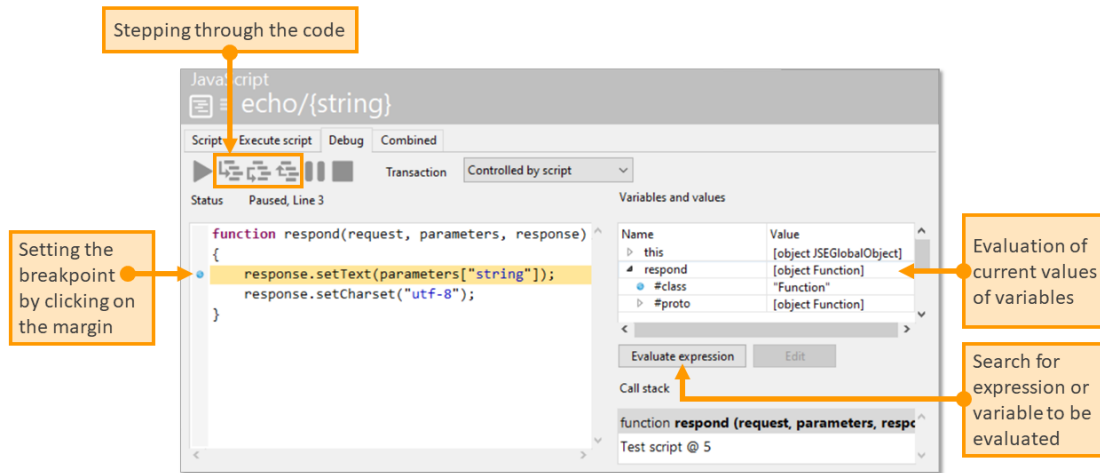 Stepping through the code
JavaScript
echo/{string}
Script Execute script Debug Combined
Transaction Controlled by script
Status Paused, Line 3
Variables and values
function respond(request, parameters, response)
{
response.setText(parameters["string"]);
response.setCharset("utf-8");
}
Name Value
this [object JSEGlobalObject]
respond [object Function]
#class "Function"
#proto [object Function]
Evaluate expression Edit
Call stack
function respond (request, parameters, respo
Test script @ 5
Setting the
breakpoint
by clicking on
the margin
Evaluation of
current values
of variables
Search for
expression or
variable to be
evaluated